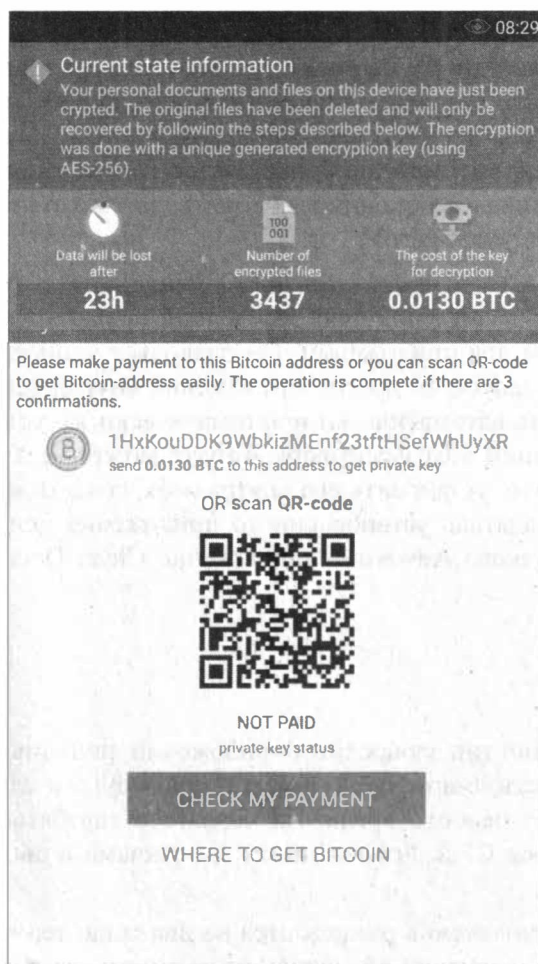 08:29
Current state information
Your personal documents and files on this device have just been
crypted. The original files have been deleted and will only be
recovered by following the steps described below. The encryption
was done with a unique generated encryption key (using
AES-256).
Data will be lost
after
23h
Number of
encrypted files
3437
The cost of the key
for decryption
0.0130 BTC
Please make payment to this Bitcoin address or you can scan QR-code
to get Bitcoin-address easily. The operation is complete if there are 3
confirmations.
1HxKouDDK9WbkizMEnf23tftHSefWhUyXR
send 0.0130 BTC to this address to get private key
OR scan QR-code
NOT PAID
private key status
CHECK MY PAYMENT
WHERE TO GET BITCOIN